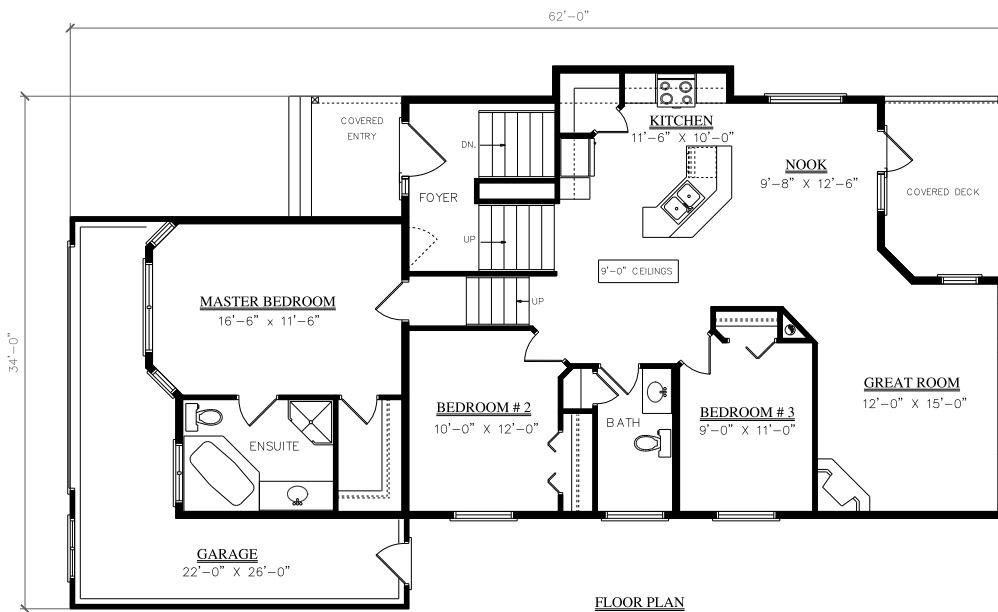 62'-0"
34'-0"
COVERED
ENTRY
DN.
FOYER
UP
KITCHEN
11'-6" X 10'-0"
NOOK
9'-8" X 12'-6"
COVERED DECK
9'-0" CEILINGS
MASTER BEDROOM
16'-6" x 11'-6"
UP
ENSUITE
BEDROOM # 2
10'-0" X 12'-0"
BATH
BEDROOM # 3
9'-0" X 11'-0"
GREAT ROOM
12'-0" X 15'-0"
GARAGE
22'-0" X 26'-0"
FLOOR PLAN